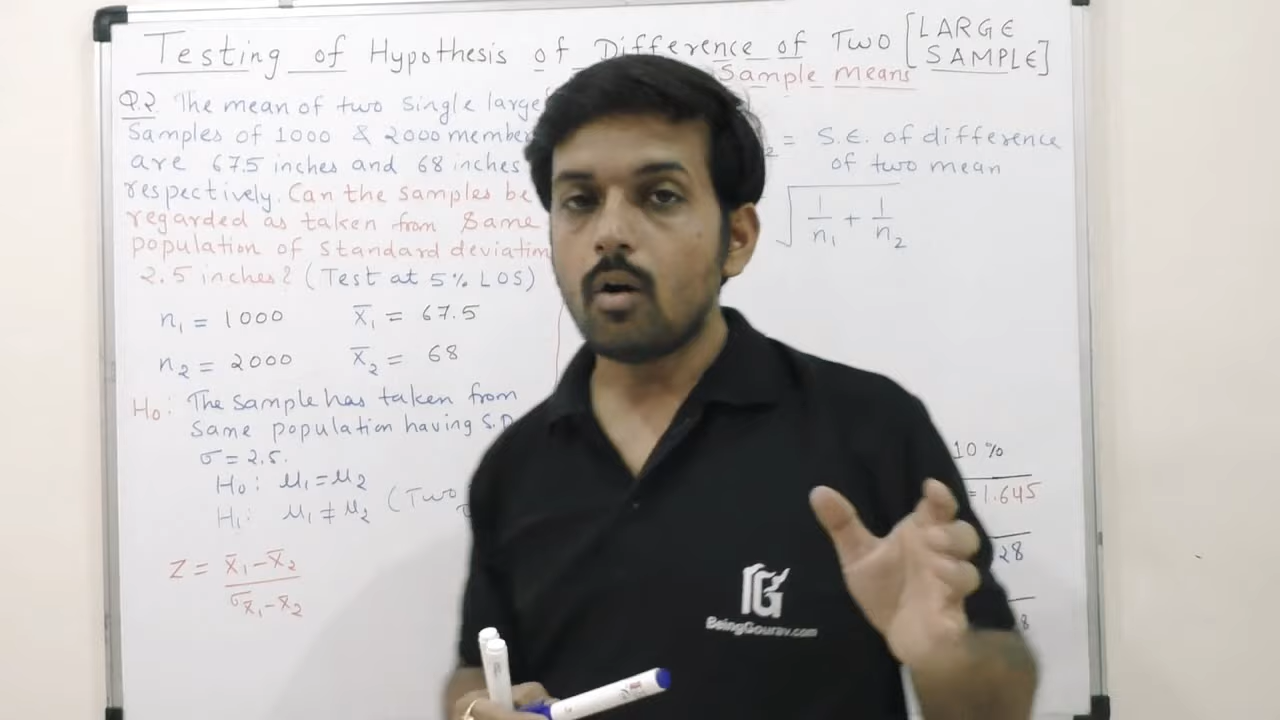 Testing of Hypothesis of Difference of Two [LARGE SAMPLE]
Sample means
Q.2 The mean of two single large
Samples of 1000 & 2000 member
are 67.5 inches and 68 inches
respectively. Can the samples be
regarded as taken from Same
population of standard deviation
2.5 inches? (Test at 5% LOS)
n₁ = 1000 x̄₁ = 67.5
n₂ = 2000 x̄₂ = 68
H₀: The sample has taken from
same population having S.D
σ = 2.5.
H₀: μ₁ = μ₂
H₁: μ₁ ≠ μ₂ (Two
Z = (x̄₁ - x̄₂) / σx̄₁-x̄₂
= S.E. of difference
of two mean
√(1/n₁ + 1/n₂)
10%
=1.645
28
8
IG
BeingGourav.com